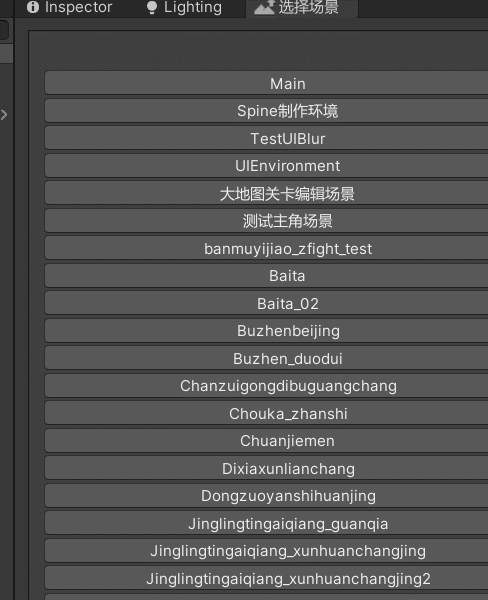 Inspector Lighting 选择场景
Main
Spine制作环境
TestUIBlur
UIEnvironment
大地图关卡编辑场景
测试主角场景
banmuyijiao_zfight_test
Baita
Baita_02
Buzhenbeijing
Buzhen_duodui
Chanzuigongdibuguangchang
Chouka_zhanshi
Chuanjiemen
Dixiaxunlianchang
Dongzuoyanshihuanjing
Jinglingtingaiqiang_guanqia
Jinglingtingaiqiang_xunhuanchangjing
Jinglingtingaiqiang_xunhuanchangjing2